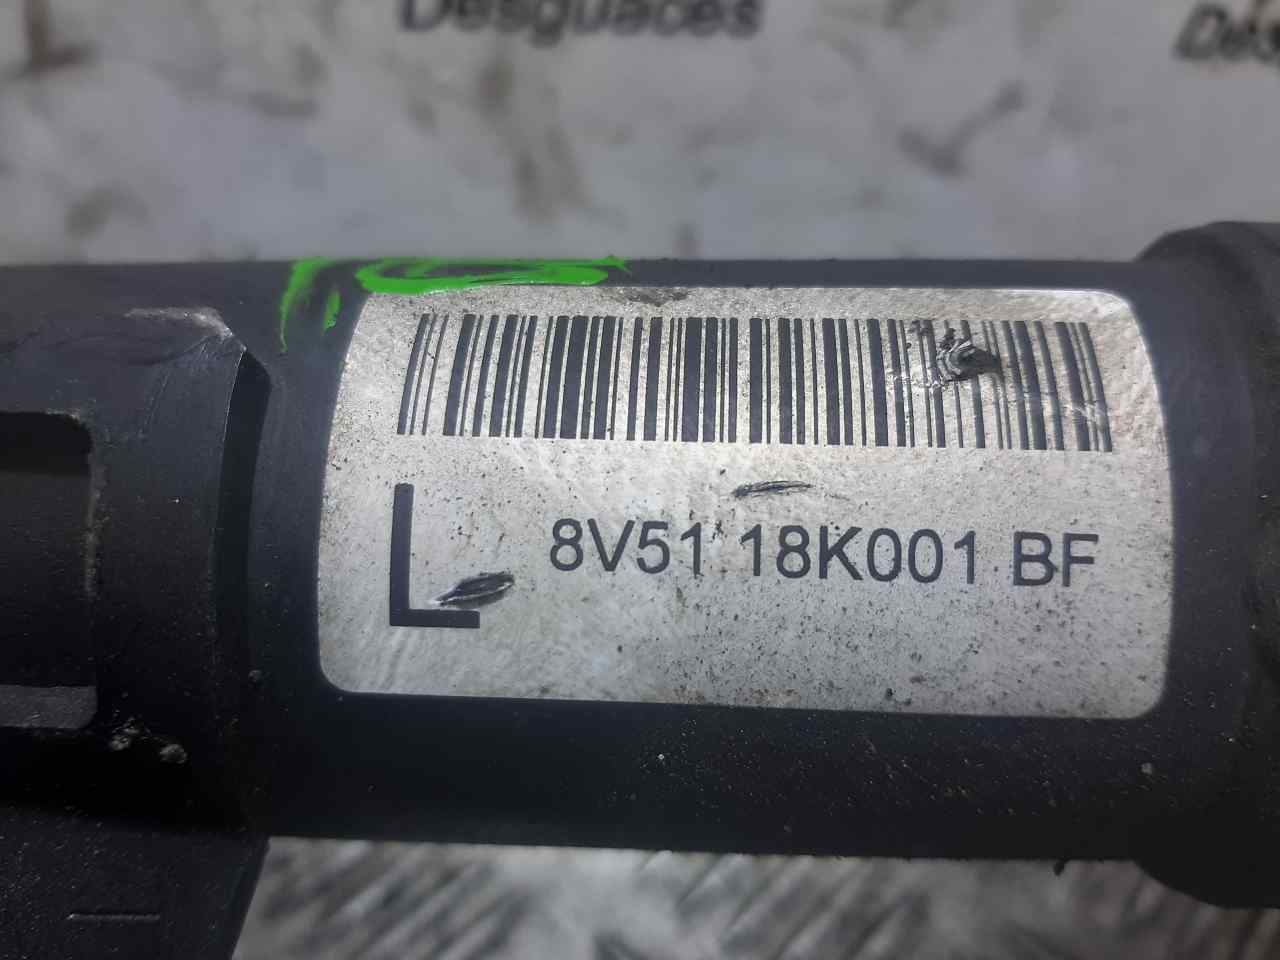 Desguaces
L
8V51 18K001 BF